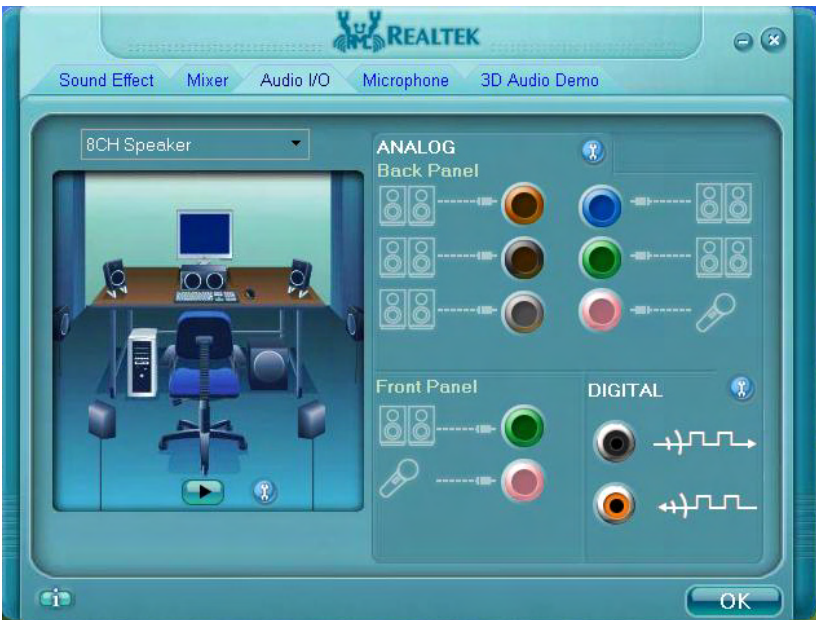 REALTEK
Sound Effect Mixer Audio I/O Microphone 3D Audio Demo
8CH Speaker
ANALOG
Back Panel
Front Panel
DIGITAL
OK